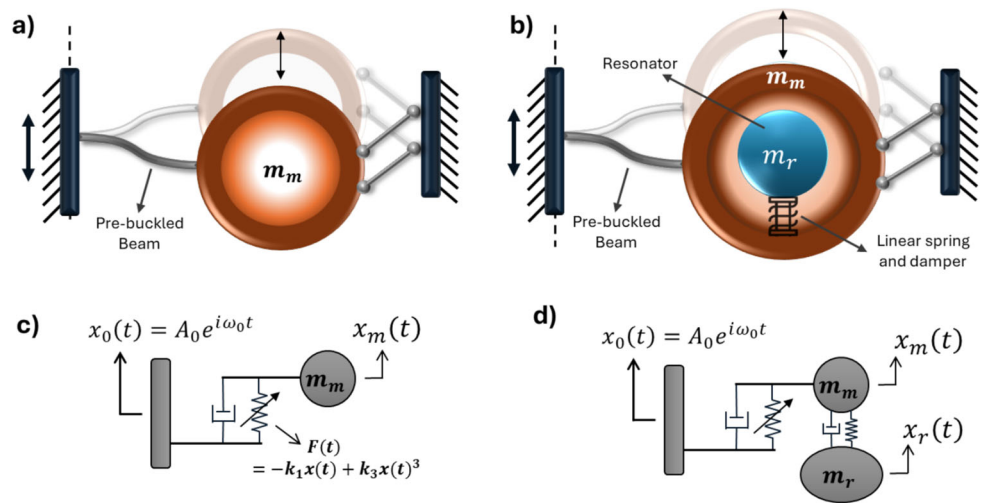 a)
m_m
Pre-buckled
Beam
b)
Resonator
m_m
m_r
Pre-buckled
Beam
Linear spring
and damper
c)
x_0(t) = A_0e^{iω_0t}
x_m(t)
m_m
F(t)
= −k_1x(t) + k_3x(t)^3
d)
x_0(t) = A_0e^{iω_0t}
x_m(t)
m_m
x_r(t)
m_r